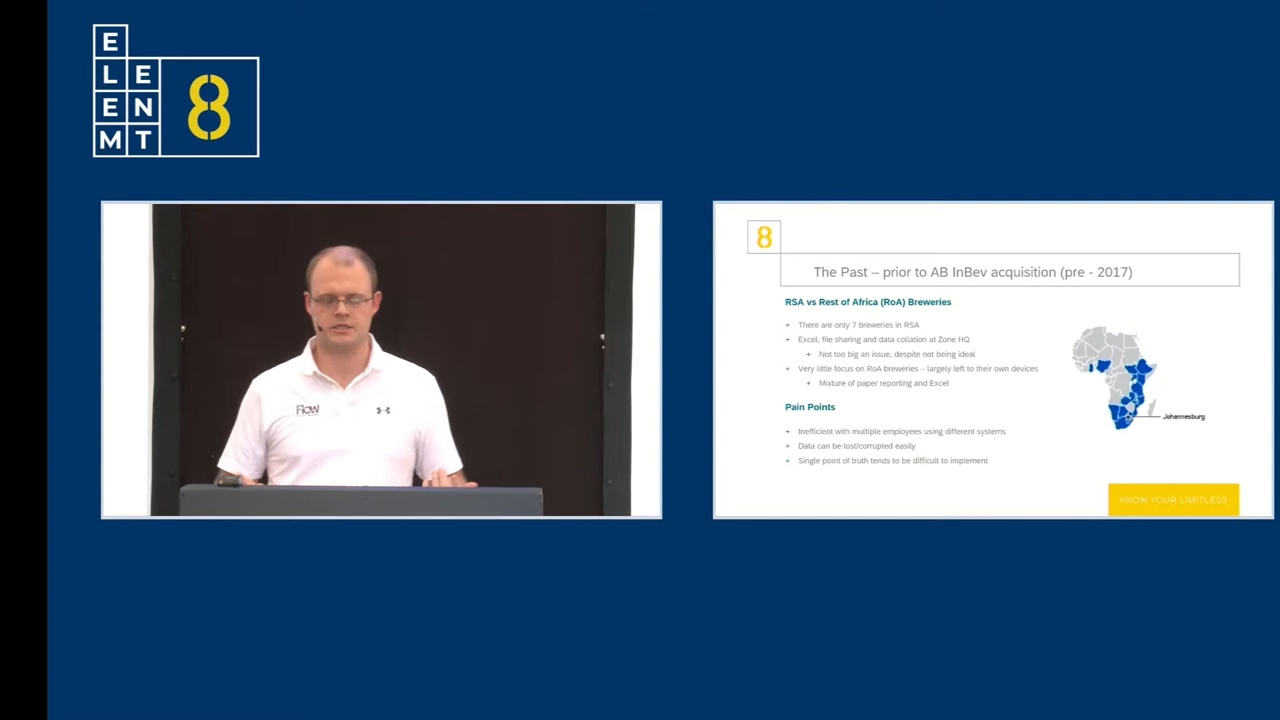 E
L E
E N
M T
8
Flow
8
The Past – prior to AB InBev acquisition (pre - 2017)
RSA vs Rest of Africa (RoA) Breweries
+ There are only 7 breweries in RSA
+ Excel, file sharing and data collation at Zone HQ
+ Not too big an issue, despite not being ideal
+ Very little focus on RoA breweries – largely left to their own devices
+ Mixture of paper reporting and Excel
Johannesburg
Pain Points
+ Inefficient with multiple employees using different systems
+ Data can be lost/corrupted easily
+ Single point of truth tends to be difficult to implement
KNOW YOUR LIMITLESS